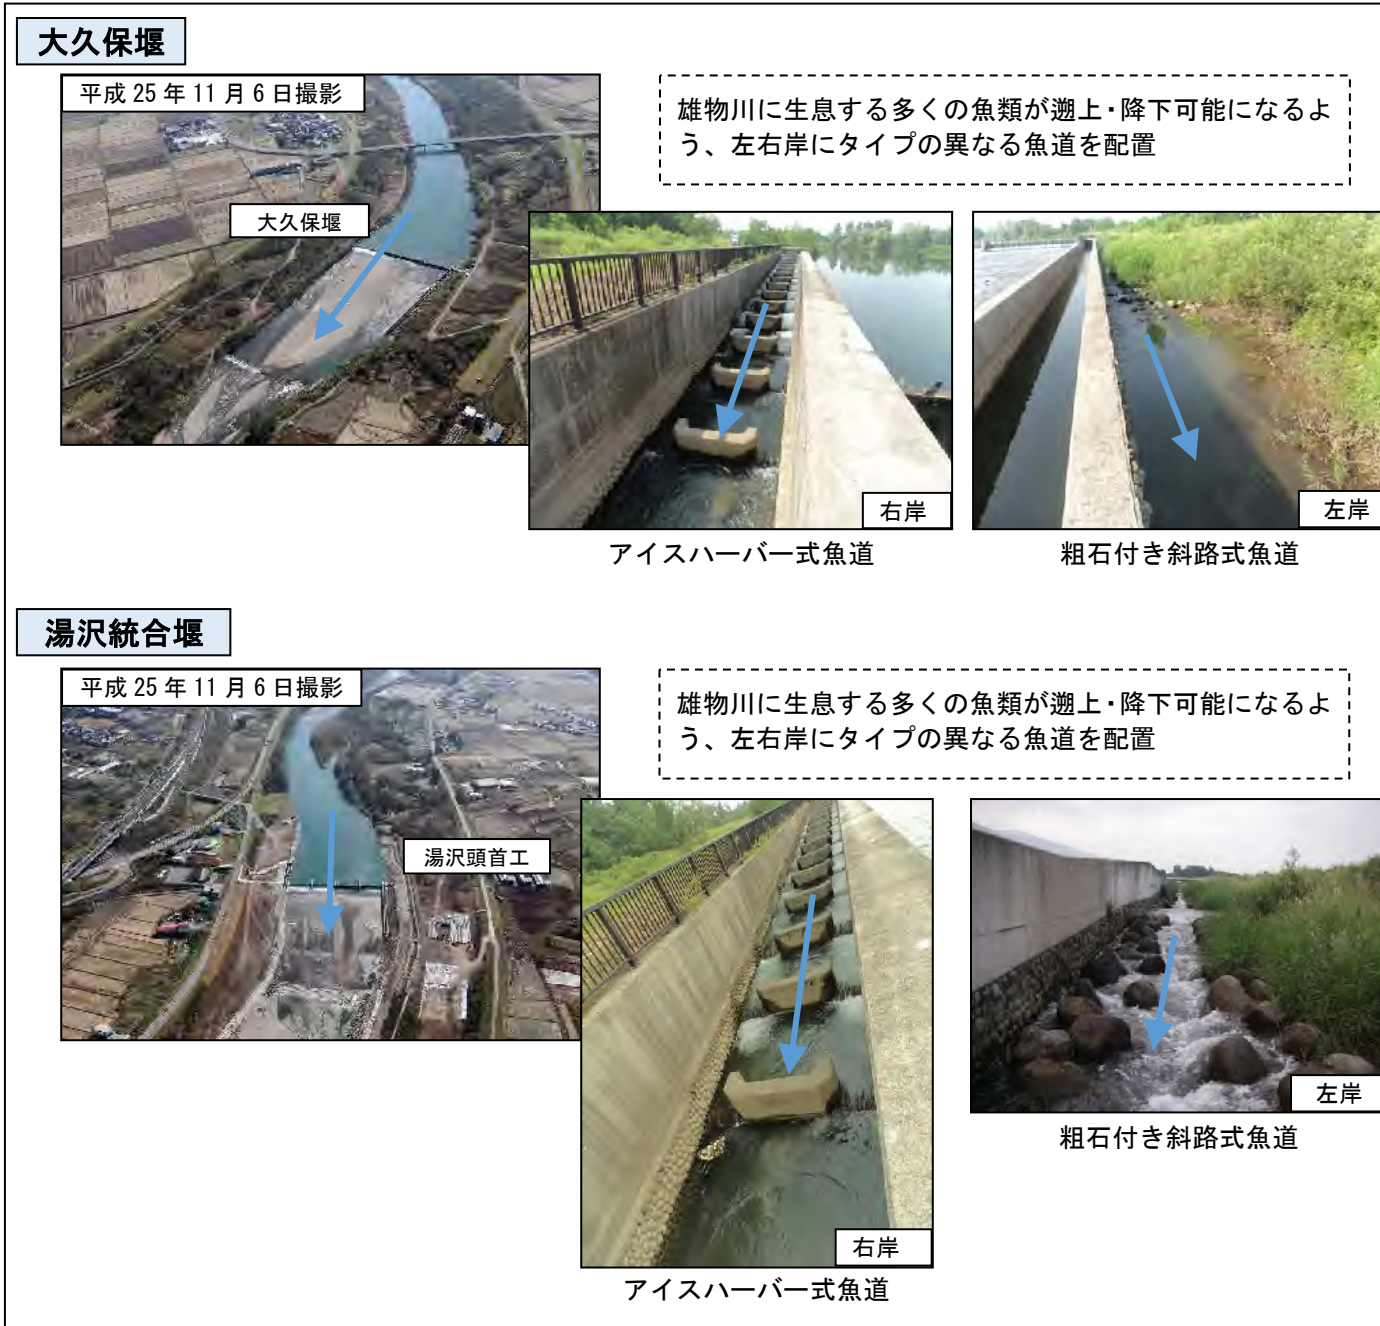 大久保堰
平成 25 年 11 月 6 日撮影
雄物川に生息する多くの魚類が遡上・降下可能になるよ
う、左右岸にタイプの異なる魚道を配置
大久保堰
右岸
左岸
アイスハーバー式魚道
粗石付き斜路式魚道
湯沢統合堰
平成 25 年 11 月 6 日撮影
雄物川に生息する多くの魚類が遡上・降下可能になるよ
う、左右岸にタイプの異なる魚道を配置
湯沢頭首工
左岸
粗石付き斜路式魚道
右岸
アイスハーバー式魚道